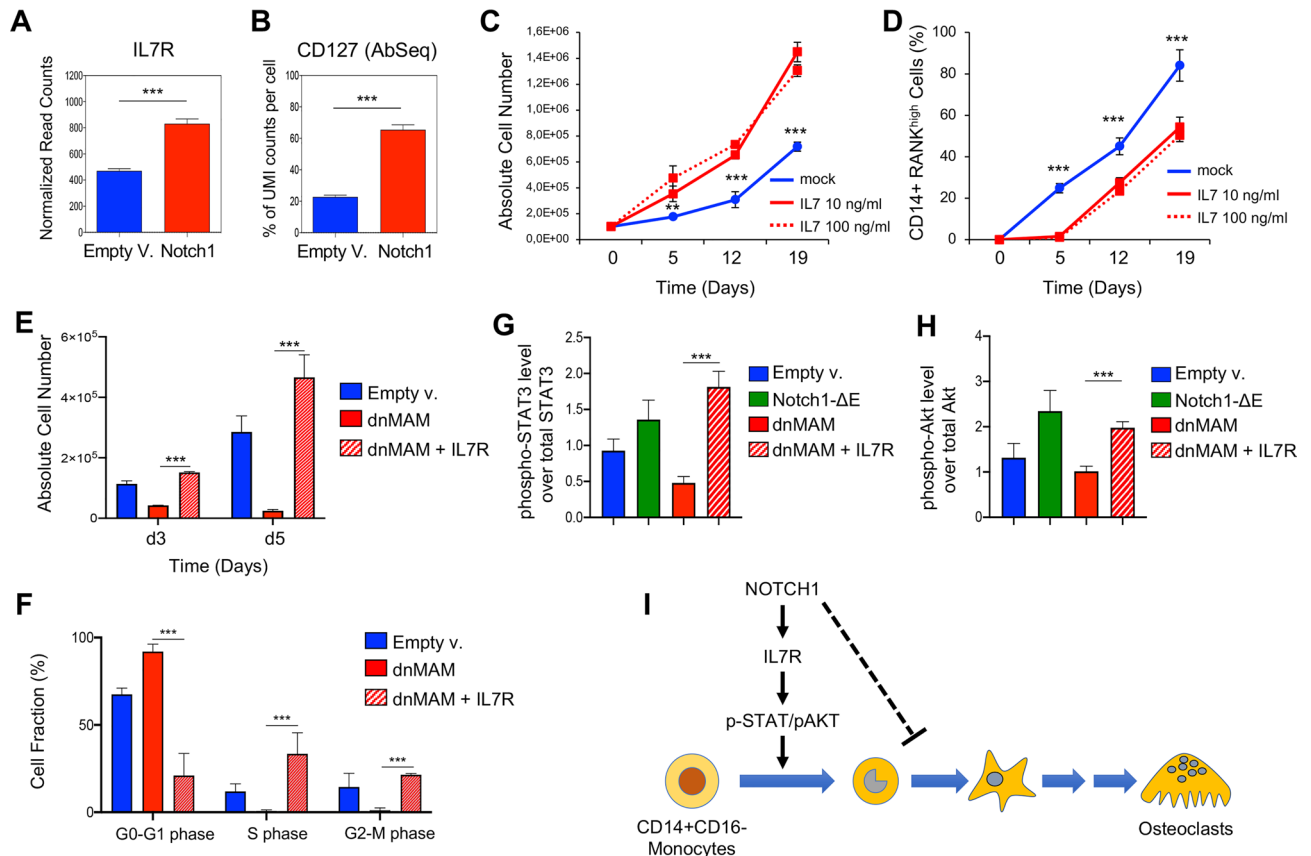 A
IL7R
Normalized Read Counts
1200
1000
800
600
400
200
0
***
Empty V.
Notch1
B
CD127 (AbSeq)
% of UMI counts per cell
100
80
60
40
20
0
***
Empty V.
Notch1
C
Absolute Cell Number
1,6E+06
1,4E+06
1,2E+06
1,0E+06
8,0E+05
6,0E+05
4,0E+05
2,0E+05
0,0E+00
**
***
***
mock
IL7 10 ng/ml
IL7 100 ng/ml
0
5
12
19
Time (Days)
D
CD14+ RANKhigh Cells (%)
100
80
60
40
20
0
***
***
***
mock
IL7 10 ng/ml
IL7 100 ng/ml
0
5
12
19
Time (Days)
E
Absolute Cell Number
6×10⁵
4×10⁵
2×10⁵
0
***
***
d3
d5
Time (Days)
Empty v.
dnMAM
dnMAM + IL7R
G
phospho-STAT3 level
over total STAT3
2.5
2.0
1.5
1.0
0.5
0.0
***
Empty v.
Notch1-ΔE
dnMAM
dnMAM + IL7R
H
phospho-Akt level
over total Akt
4
3
2
1
0
***
Empty v.
Notch1-ΔE
dnMAM
dnMAM + IL7R
F
Cell Fraction (%)
100
50
0
***
***
***
G0-G1 phase
S phase
G2-M phase
Empty v.
dnMAM
dnMAM + IL7R
I
NOTCH1
IL7R
p-STAT/pAKT
CD14+CD16-
Monocytes
Osteoclasts